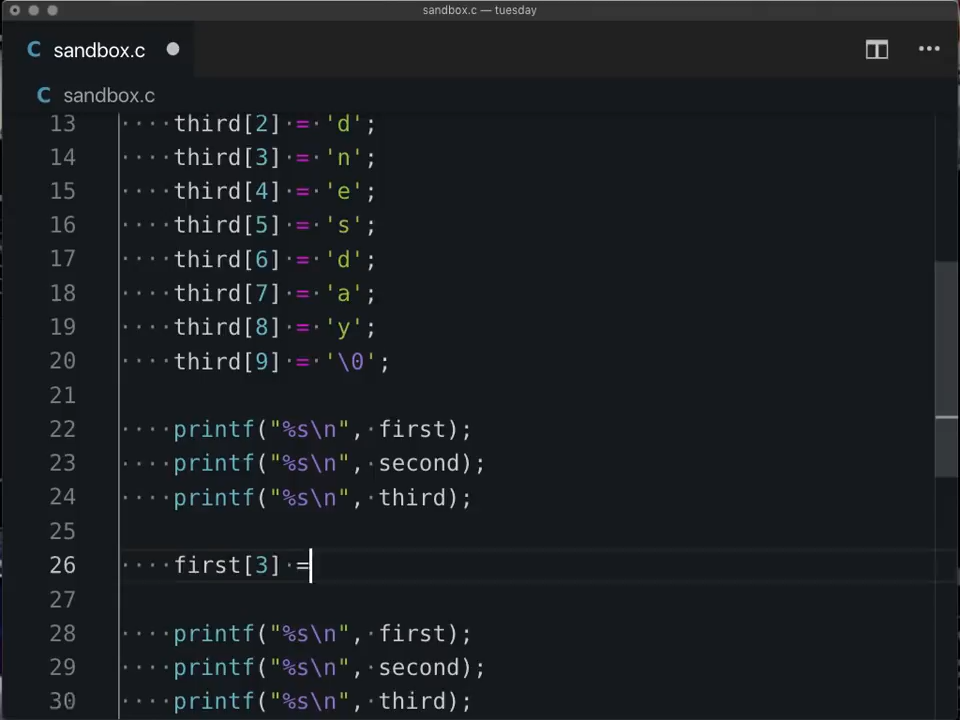 sandbox.c — tuesday
C sandbox.c
C sandbox.c
13 third[2] = 'd';
14 third[3] = 'n';
15 third[4] = 'e';
16 third[5] = 's';
17 third[6] = 'd';
18 third[7] = 'a';
19 third[8] = 'y';
20 third[9] = '\0';
21
22 printf("%s\n", first);
23 printf("%s\n", second);
24 printf("%s\n", third);
25
26 first[3] =
27
28 printf("%s\n", first);
29 printf("%s\n", second);
30 printf("%s\n", third);